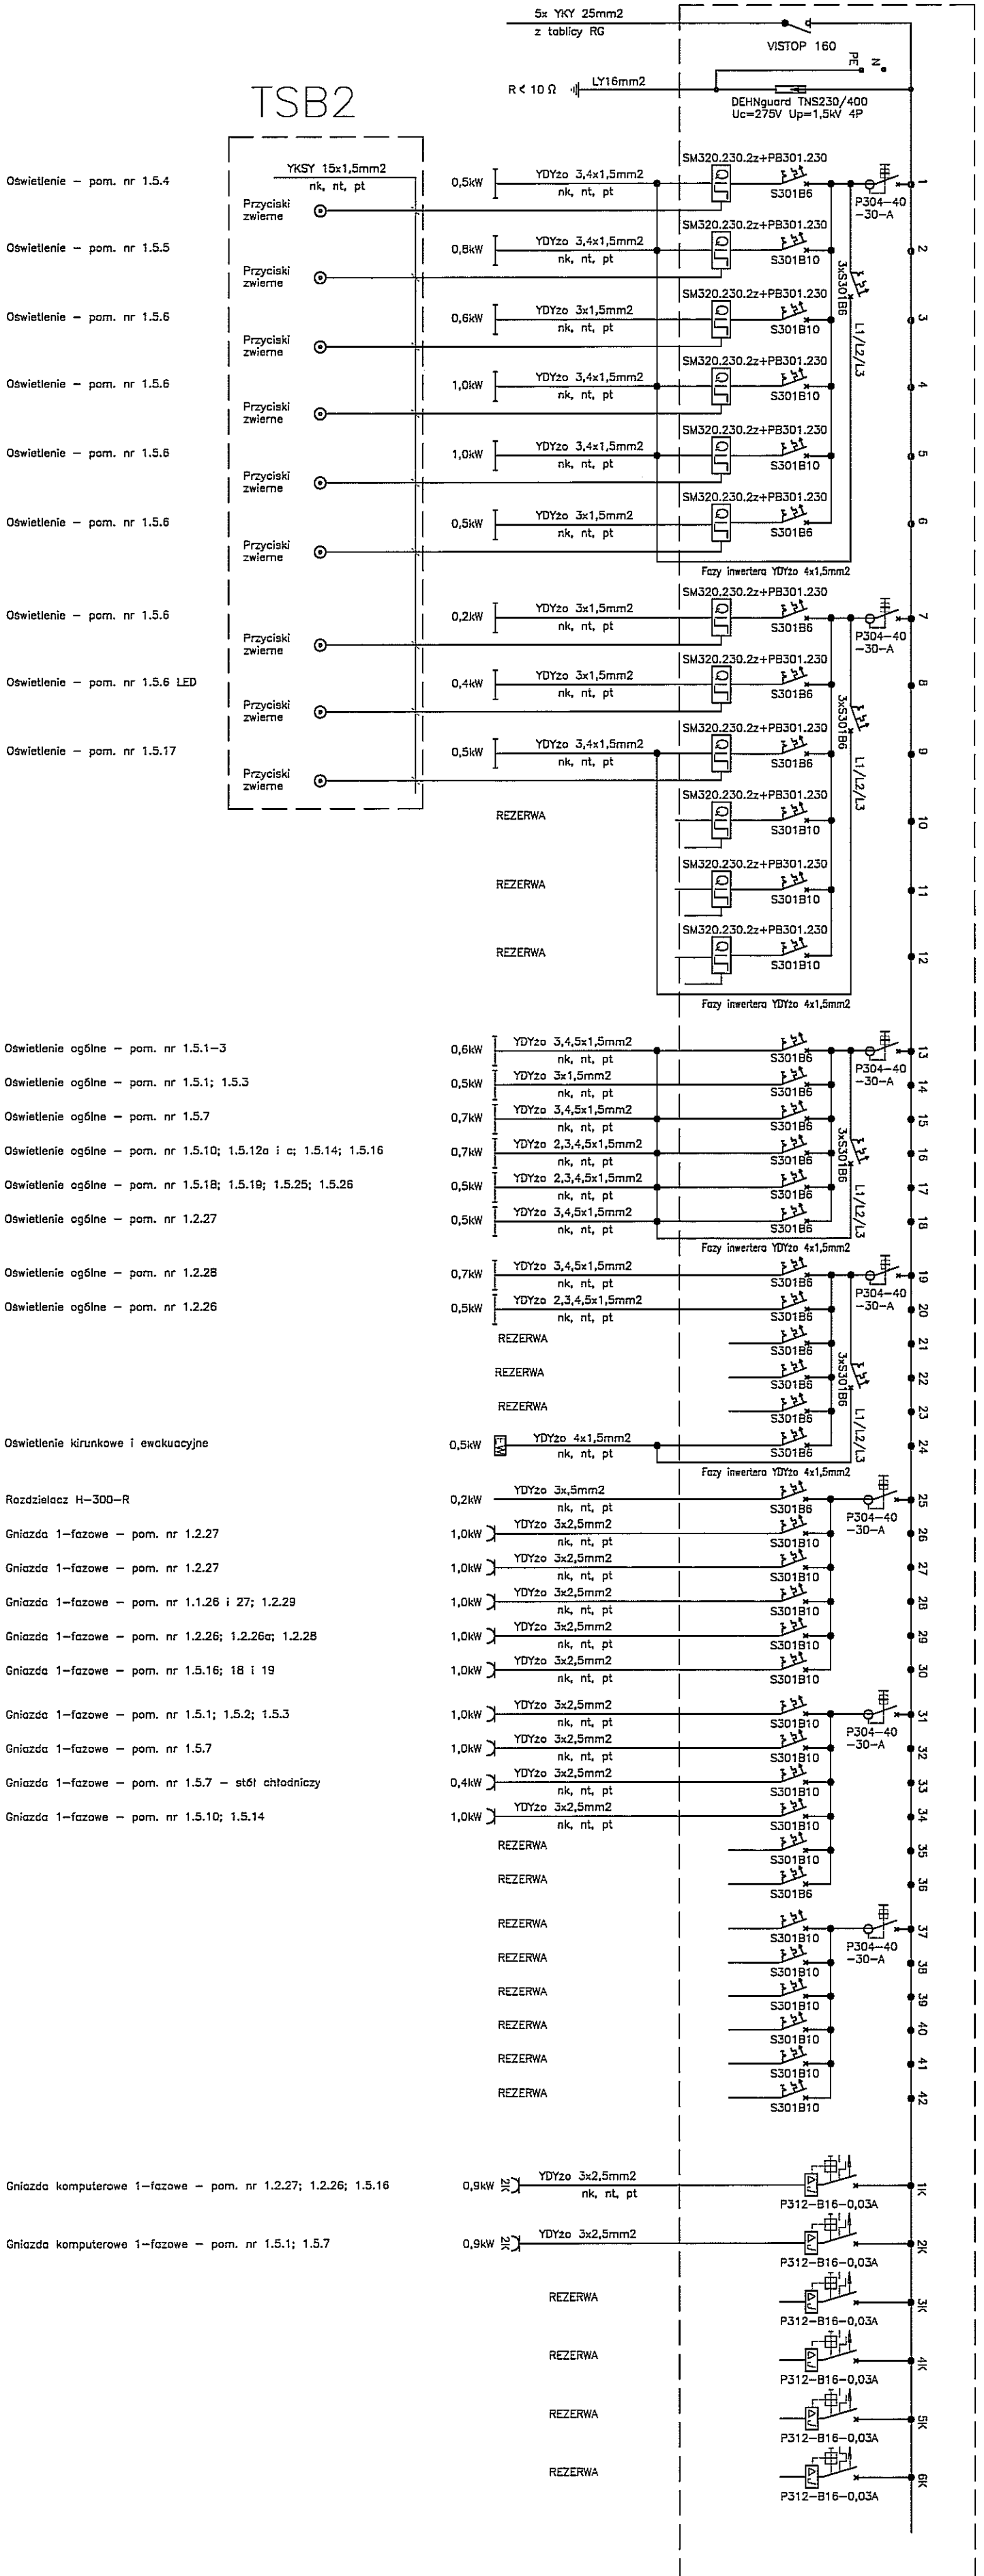 5x YKY 25mm2
z tablicy RG
VISTOP 160
PE
N
R < 10 Ω
LY16mm2
DEHNguard TNS230/400
Uc=275V Up=1,5kV 4P
TSB2
YKSY 15x1,5mm2
nk, nt, pt
Oświetlenie – pom. nr 1.5.4
Przyciski
zwierne
0,5kW
YDYżo 3,4x1,5mm2
nk, nt, pt
SM320.230.2z+PB301.230
S301B6
P304-40
-30-A
1
Oświetlenie – pom. nr 1.5.5
Przyciski
zwierne
0,8kW
YDYżo 3,4x1,5mm2
nk, nt, pt
SM320.230.2z+PB301.230
S301B10
2
3xS301B6
L1/L2/L3
Oświetlenie – pom. nr 1.5.6
Przyciski
zwierne
0,6kW
YDYżo 3x1,5mm2
nk, nt, pt
SM320.230.2z+PB301.230
S301B10
3
Oświetlenie – pom. nr 1.5.6
Przyciski
zwierne
1,0kW
YDYżo 3,4x1,5mm2
nk, nt, pt
SM320.230.2z+PB301.230
S301B10
4
Oświetlenie – pom. nr 1.5.6
Przyciski
zwierne
1,0kW
YDYżo 3,4x1,5mm2
nk, nt, pt
SM320.230.2z+PB301.230
S301B10
5
Oświetlenie – pom. nr 1.5.6
Przyciski
zwierne
0,5kW
YDYżo 3x1,5mm2
nk, nt, pt
SM320.230.2z+PB301.230
S301B6
6
Fazy inwertera YDYżo 4x1,5mm2
Oświetlenie – pom. nr 1.5.6
Przyciski
zwierne
0,2kW
YDYżo 3x1,5mm2
nk, nt, pt
SM320.230.2z+PB301.230
S301B6
P304-40
-30-A
7
Oświetlenie – pom. nr 1.5.6 LED
Przyciski
zwierne
0,4kW
YDYżo 3x1,5mm2
nk, nt, pt
SM320.230.2z+PB301.230
S301B6
8
3xS301B6
L1/L2/L3
Oświetlenie – pom. nr 1.5.17
Przyciski
zwierne
0,5kW
YDYżo 3,4x1,5mm2
nk, nt, pt
SM320.230.2z+PB301.230
S301B6
9
REZERWA
SM320.230.2z+PB301.230
S301B10
10
REZERWA
SM320.230.2z+PB301.230
S301B10
11
REZERWA
SM320.230.2z+PB301.230
S301B10
12
Fazy inwertera YDYżo 4x1,5mm2
Oświetlenie ogólne – pom. nr 1.5.1-3
0,6kW
YDYżo 3,4,5x1,5mm2
nk, nt, pt
S301B6
P304-40
-30-A
13
Oświetlenie ogólne – pom. nr 1.5.1; 1.5.3
0,5kW
YDYżo 3x1,5mm2
nk, nt, pt
S301B6
14
Oświetlenie ogólne – pom. nr 1.5.7
0,7kW
YDYżo 3,4,5x1,5mm2
nk, nt, pt
S301B6
15
3xS301B6
L1/L2/L3
Oświetlenie ogólne – pom. nr 1.5.10; 1.5.12a i c; 1.5.14; 1.5.16
0,7kW
YDYżo 2,3,4,5x1,5mm2
nk, nt, pt
S301B6
16
Oświetlenie ogólne – pom. nr 1.5.18; 1.5.19; 1.5.25; 1.5.26
0,5kW
YDYżo 2,3,4,5x1,5mm2
nk, nt, pt
S301B6
17
Oświetlenie ogólne – pom. nr 1.2.27
0,5kW
YDYżo 3,4,5x1,5mm2
nk, nt, pt
S301B6
18
Fazy inwertera YDYżo 4x1,5mm2
Oświetlenie ogólne – pom. nr 1.2.28
0,7kW
YDYżo 3,4,5x1,5mm2
nk, nt, pt
S301B6
P304-40
-30-A
19
Oświetlenie ogólne – pom. nr 1.2.26
0,5kW
YDYżo 2,3,4,5x1,5mm2
nk, nt, pt
S301B6
20
REZERWA
S301B6
21
REZERWA
S301B6
22
3xS301B6
L1/L2/L3
REZERWA
S301B6
23
Oświetlenie kirunkowe i ewakuacyjne
0,5kW
EW
YDYżo 4x1,5mm2
nk, nt, pt
S301B6
24
Fazy inwertera YDYżo 4x1,5mm2
Rozdzielacz H-300-R
0,2kW
YDYżo 3x,5mm2
nk, nt, pt
S301B6
P304-40
-30-A
25
Gniazda 1-fazowe – pom. nr 1.2.27
1,0kW
YDYżo 3x2,5mm2
nk, nt, pt
S301B10
26
Gniazda 1-fazowe – pom. nr 1.2.27
1,0kW
YDYżo 3x2,5mm2
nk, nt, pt
S301B10
27
Gniazda 1-fazowe – pom. nr 1.1.26 i 27; 1.2.29
1,0kW
YDYżo 3x2,5mm2
nk, nt, pt
S301B10
28
Gniazda 1-fazowe – pom. nr 1.2.26; 1.2.26a; 1.2.28
1,0kW
YDYżo 3x2,5mm2
nk, nt, pt
S301B10
29
Gniazda 1-fazowe – pom. nr 1.5.16; 18 i 19
1,0kW
YDYżo 3x2,5mm2
nk, nt, pt
S301B10
30
Gniazda 1-fazowe – pom. nr 1.5.1; 1.5.2; 1.5.3
1,0kW
YDYżo 3x2,5mm2
nk, nt, pt
S301B10
P304-40
-30-A
31
Gniazda 1-fazowe – pom. nr 1.5.7
1,0kW
YDYżo 3x2,5mm2
nk, nt, pt
S301B10
32
Gniazda 1-fazowe – pom. nr 1.5.7 – stół chłodniczy
0,4kW
YDYżo 3x2,5mm2
nk, nt, pt
S301B10
33
Gniazda 1-fazowe – pom. nr 1.5.10; 1.5.14
1,0kW
YDYżo 3x2,5mm2
nk, nt, pt
S301B10
34
REZERWA
S301B10
35
REZERWA
S301B6
36
REZERWA
S301B10
P304-40
-30-A
37
REZERWA
S301B10
38
REZERWA
S301B10
39
REZERWA
S301B10
40
REZERWA
S301B10
41
REZERWA
S301B10
42
Gniazda komputerowe 1-fazowe – pom. nr 1.2.27; 1.2.26; 1.5.16
0,9kW
2K
YDYżo 3x2,5mm2
nk, nt, pt
P312-B16-0,03A
1K
Gniazda komputerowe 1-fazowe – pom. nr 1.5.1; 1.5.7
0,9kW
2K
YDYżo 3x2,5mm2
P312-B16-0,03A
2K
REZERWA
P312-B16-0,03A
3K
REZERWA
P312-B16-0,03A
4K
REZERWA
P312-B16-0,03A
5K
REZERWA
P312-B16-0,03A
6K